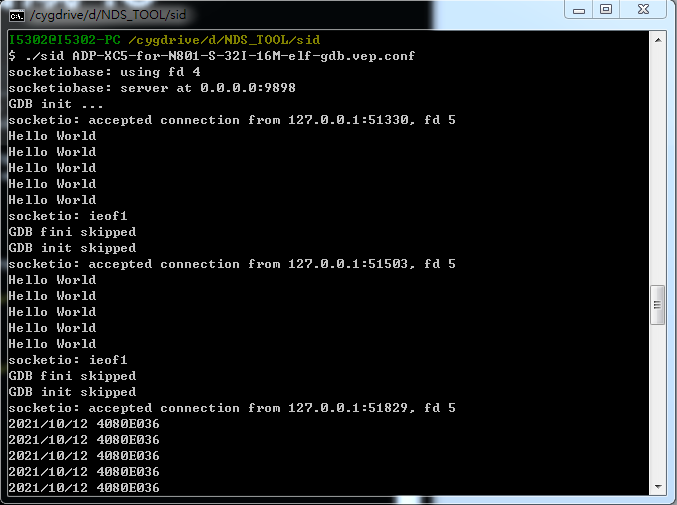 /cygdrive/d/NDS_TOOL/sid
I5302@I5302-PC /cygdrive/d/NDS_TOOL/sid
$ ./sid ADP-XC5-for-N801-S-32I-16M-elf-gdb.vep.conf
socketiobase: using fd 4
socketiobase: server at 0.0.0.0:9898
GDB init ...
socketio: accepted connection from 127.0.0.1:51330, fd 5
Hello World
Hello World
Hello World
Hello World
Hello World
socketio: ieof1
GDB fini skipped
GDB init skipped
socketio: accepted connection from 127.0.0.1:51503, fd 5
Hello World
Hello World
Hello World
Hello World
Hello World
socketio: ieof1
GDB fini skipped
GDB init skipped
socketio: accepted connection from 127.0.0.1:51829, fd 5
2021/10/12 4080E036
2021/10/12 4080E036
2021/10/12 4080E036
2021/10/12 4080E036
2021/10/12 4080E036